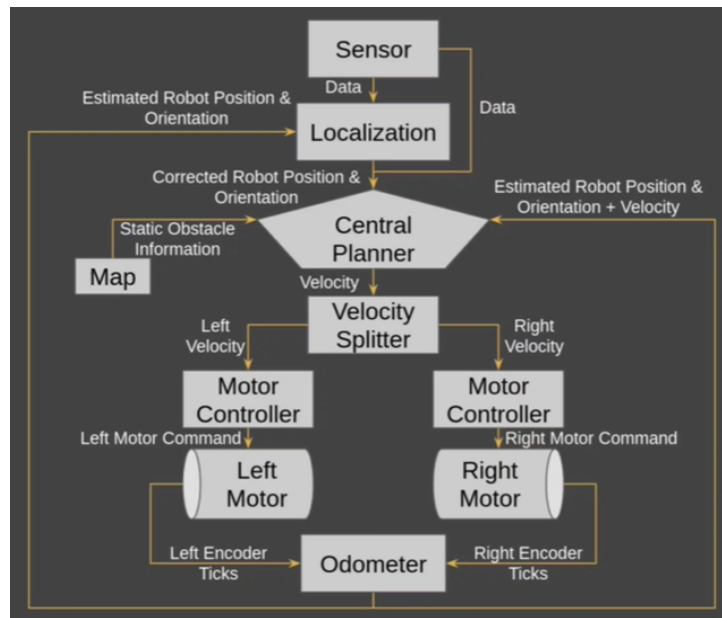 Sensor
Data
Estimated Robot Position &
Orientation
Data
Localization
Corrected Robot Position &
Orientation
Estimated Robot Position &
Orientation + Velocity
Static Obstacle
Information
Central
Planner
Map
Velocity
Velocity
Splitter
Left
Velocity
Right
Velocity
Motor
Controller
Motor
Controller
Left Motor Command
Right Motor Command
Left
Motor
Right
Motor
Left Encoder
Ticks
Right Encoder
Ticks
Odometer